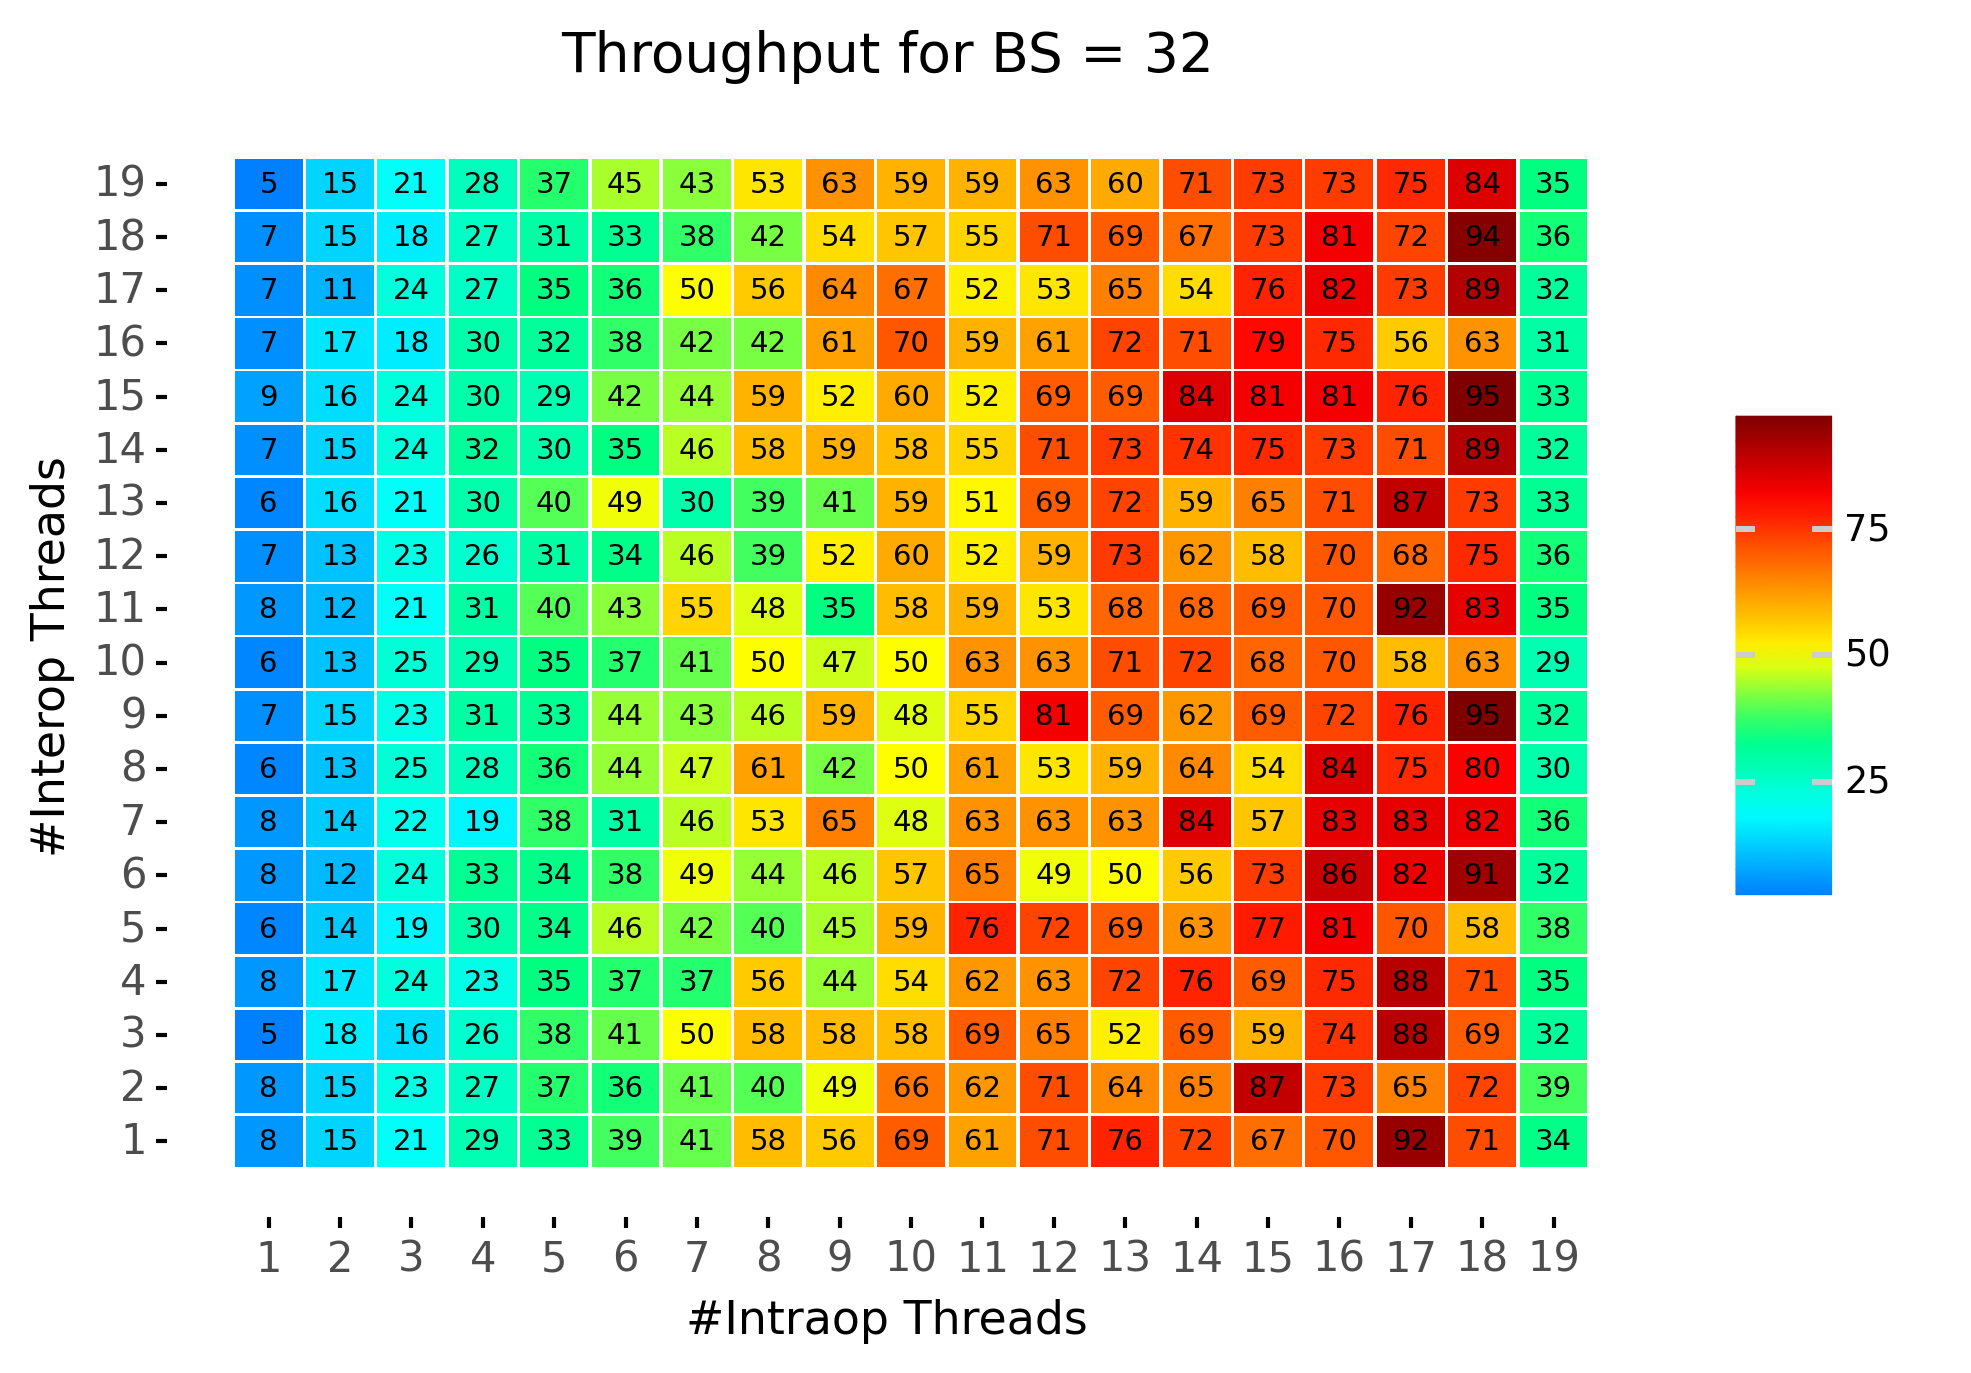 Throughput for BS = 32
19 5 15 21 28 37 45 43 53 63 59 59 63 60 71 73 73 75 84 35
18 7 15 18 27 31 33 38 42 54 57 55 71 69 67 73 81 72 94 36
17 7 11 24 27 35 36 50 56 64 67 52 53 65 54 76 82 73 89 32
16 7 17 18 30 32 38 42 42 61 70 59 61 72 71 79 75 56 63 31
15 9 16 24 30 29 42 44 59 52 60 52 69 69 84 81 81 76 95 33
14 7 15 24 32 30 35 46 58 59 58 55 71 73 74 75 73 71 89 32
13 6 16 21 30 40 49 30 39 41 59 51 69 72 59 65 71 87 73 33
12 7 13 23 26 31 34 46 39 52 60 52 59 73 62 58 70 68 75 36
11 8 12 21 31 40 43 55 48 35 58 59 53 68 68 69 70 92 83 35
10 6 13 25 29 35 37 41 50 47 50 63 63 71 72 68 70 58 63 29
9 7 15 23 31 33 44 43 46 59 48 55 81 69 62 69 72 76 95 32
8 6 13 25 28 36 44 47 61 42 50 61 53 59 64 54 84 75 80 30
7 8 14 22 19 38 31 46 53 65 48 63 63 63 84 57 83 83 82 36
6 8 12 24 33 34 38 49 44 46 57 65 49 50 56 73 86 82 91 32
5 6 14 19 30 34 46 42 40 45 59 76 72 69 63 77 81 70 58 38
4 8 17 24 23 35 37 37 56 44 54 62 63 72 76 69 75 88 71 35
3 5 18 16 26 38 41 50 58 58 58 69 65 52 69 59 74 88 69 32
2 8 15 23 27 37 36 41 40 49 66 62 71 64 65 87 73 65 72 39
1 8 15 21 29 33 39 41 58 56 69 61 71 76 72 67 70 92 71 34
1 2 3 4 5 6 7 8 9 10 11 12 13 14 15 16 17 18 19
#Intraop Threads
#Interop Threads
75
50
25